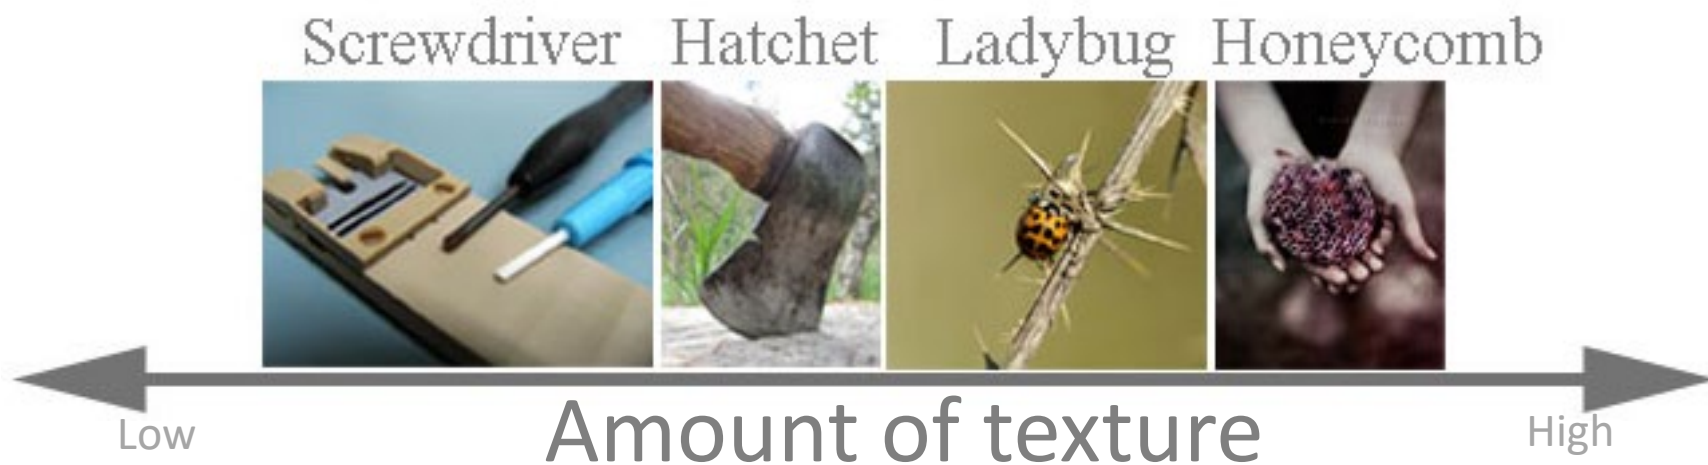 Screwdriver Hatchet Ladybug Honeycomb
Low Amount of texture High